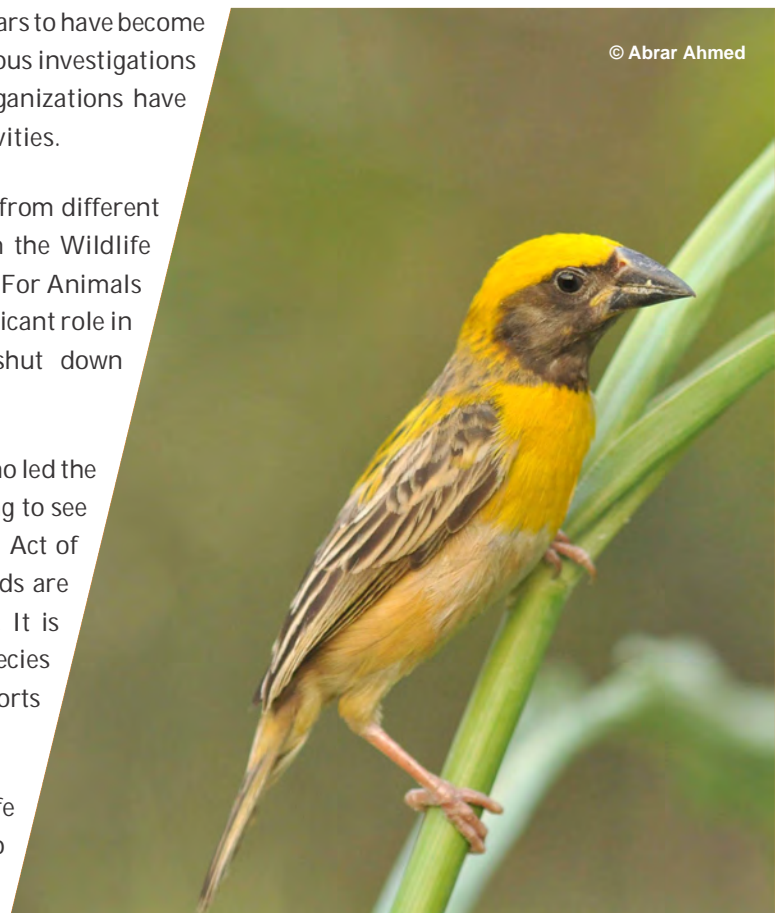 ars to have become
ous investigations
ganizations have
vities.
from different
the Wildlife
For Animals
icant role in
shut down
o led the
g to see
Act of
ds are
It is
ecies
orts
© Abrar Ahmed